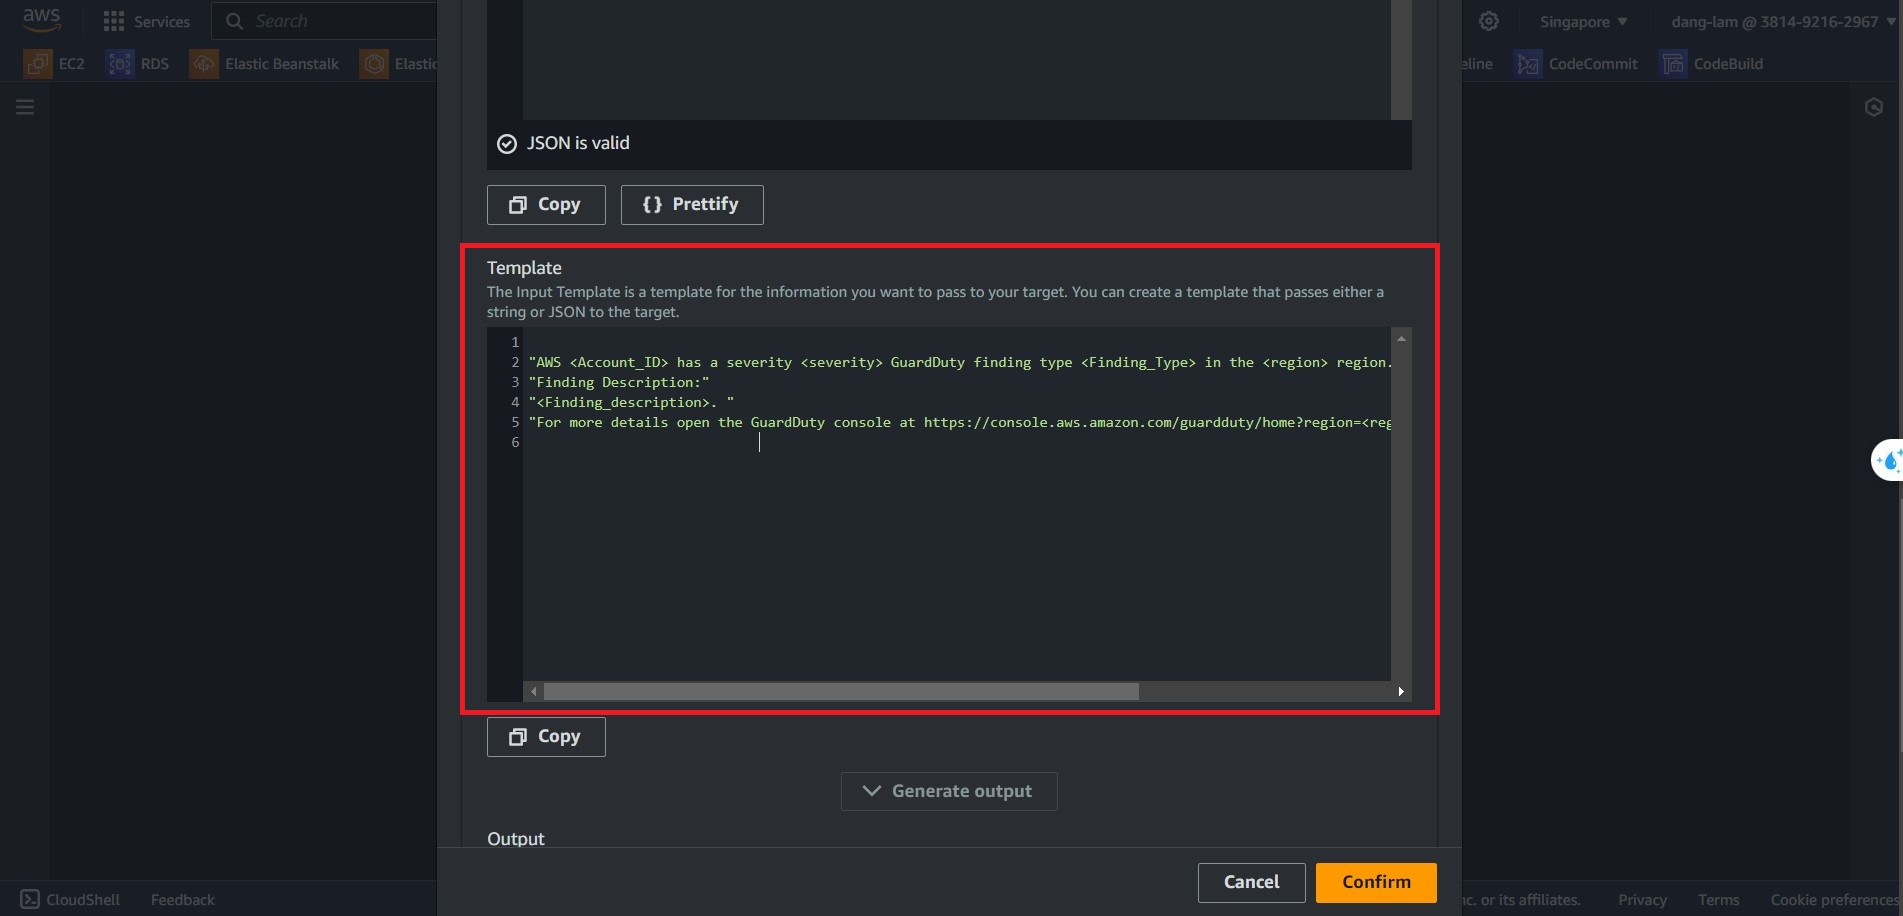 aws
Services
Search
Singapore
dang-lam @ 3814-9216-2967
EC2
RDS
Elastic Beanstalk
Elastic
eline
CodeCommit
CodeBuild
JSON is valid
Copy
{} Prettify
Template
The Input Template is a template for the information you want to pass to your target. You can create a template that passes either a
string or JSON to the target.
1
2 "AWS <Account_ID> has a severity <severity> GuardDuty finding type <Finding_Type> in the <region> region.
3 "Finding Description:"
4 "<Finding_description>. "
5 "For more details open the GuardDuty console at https://console.aws.amazon.com/guardduty/home?region=<reg
6
Copy
Generate output
Output
Cancel
Confirm
CloudShell
Feedback
nc. or its affiliates.
Privacy
Terms
Cookie preferences